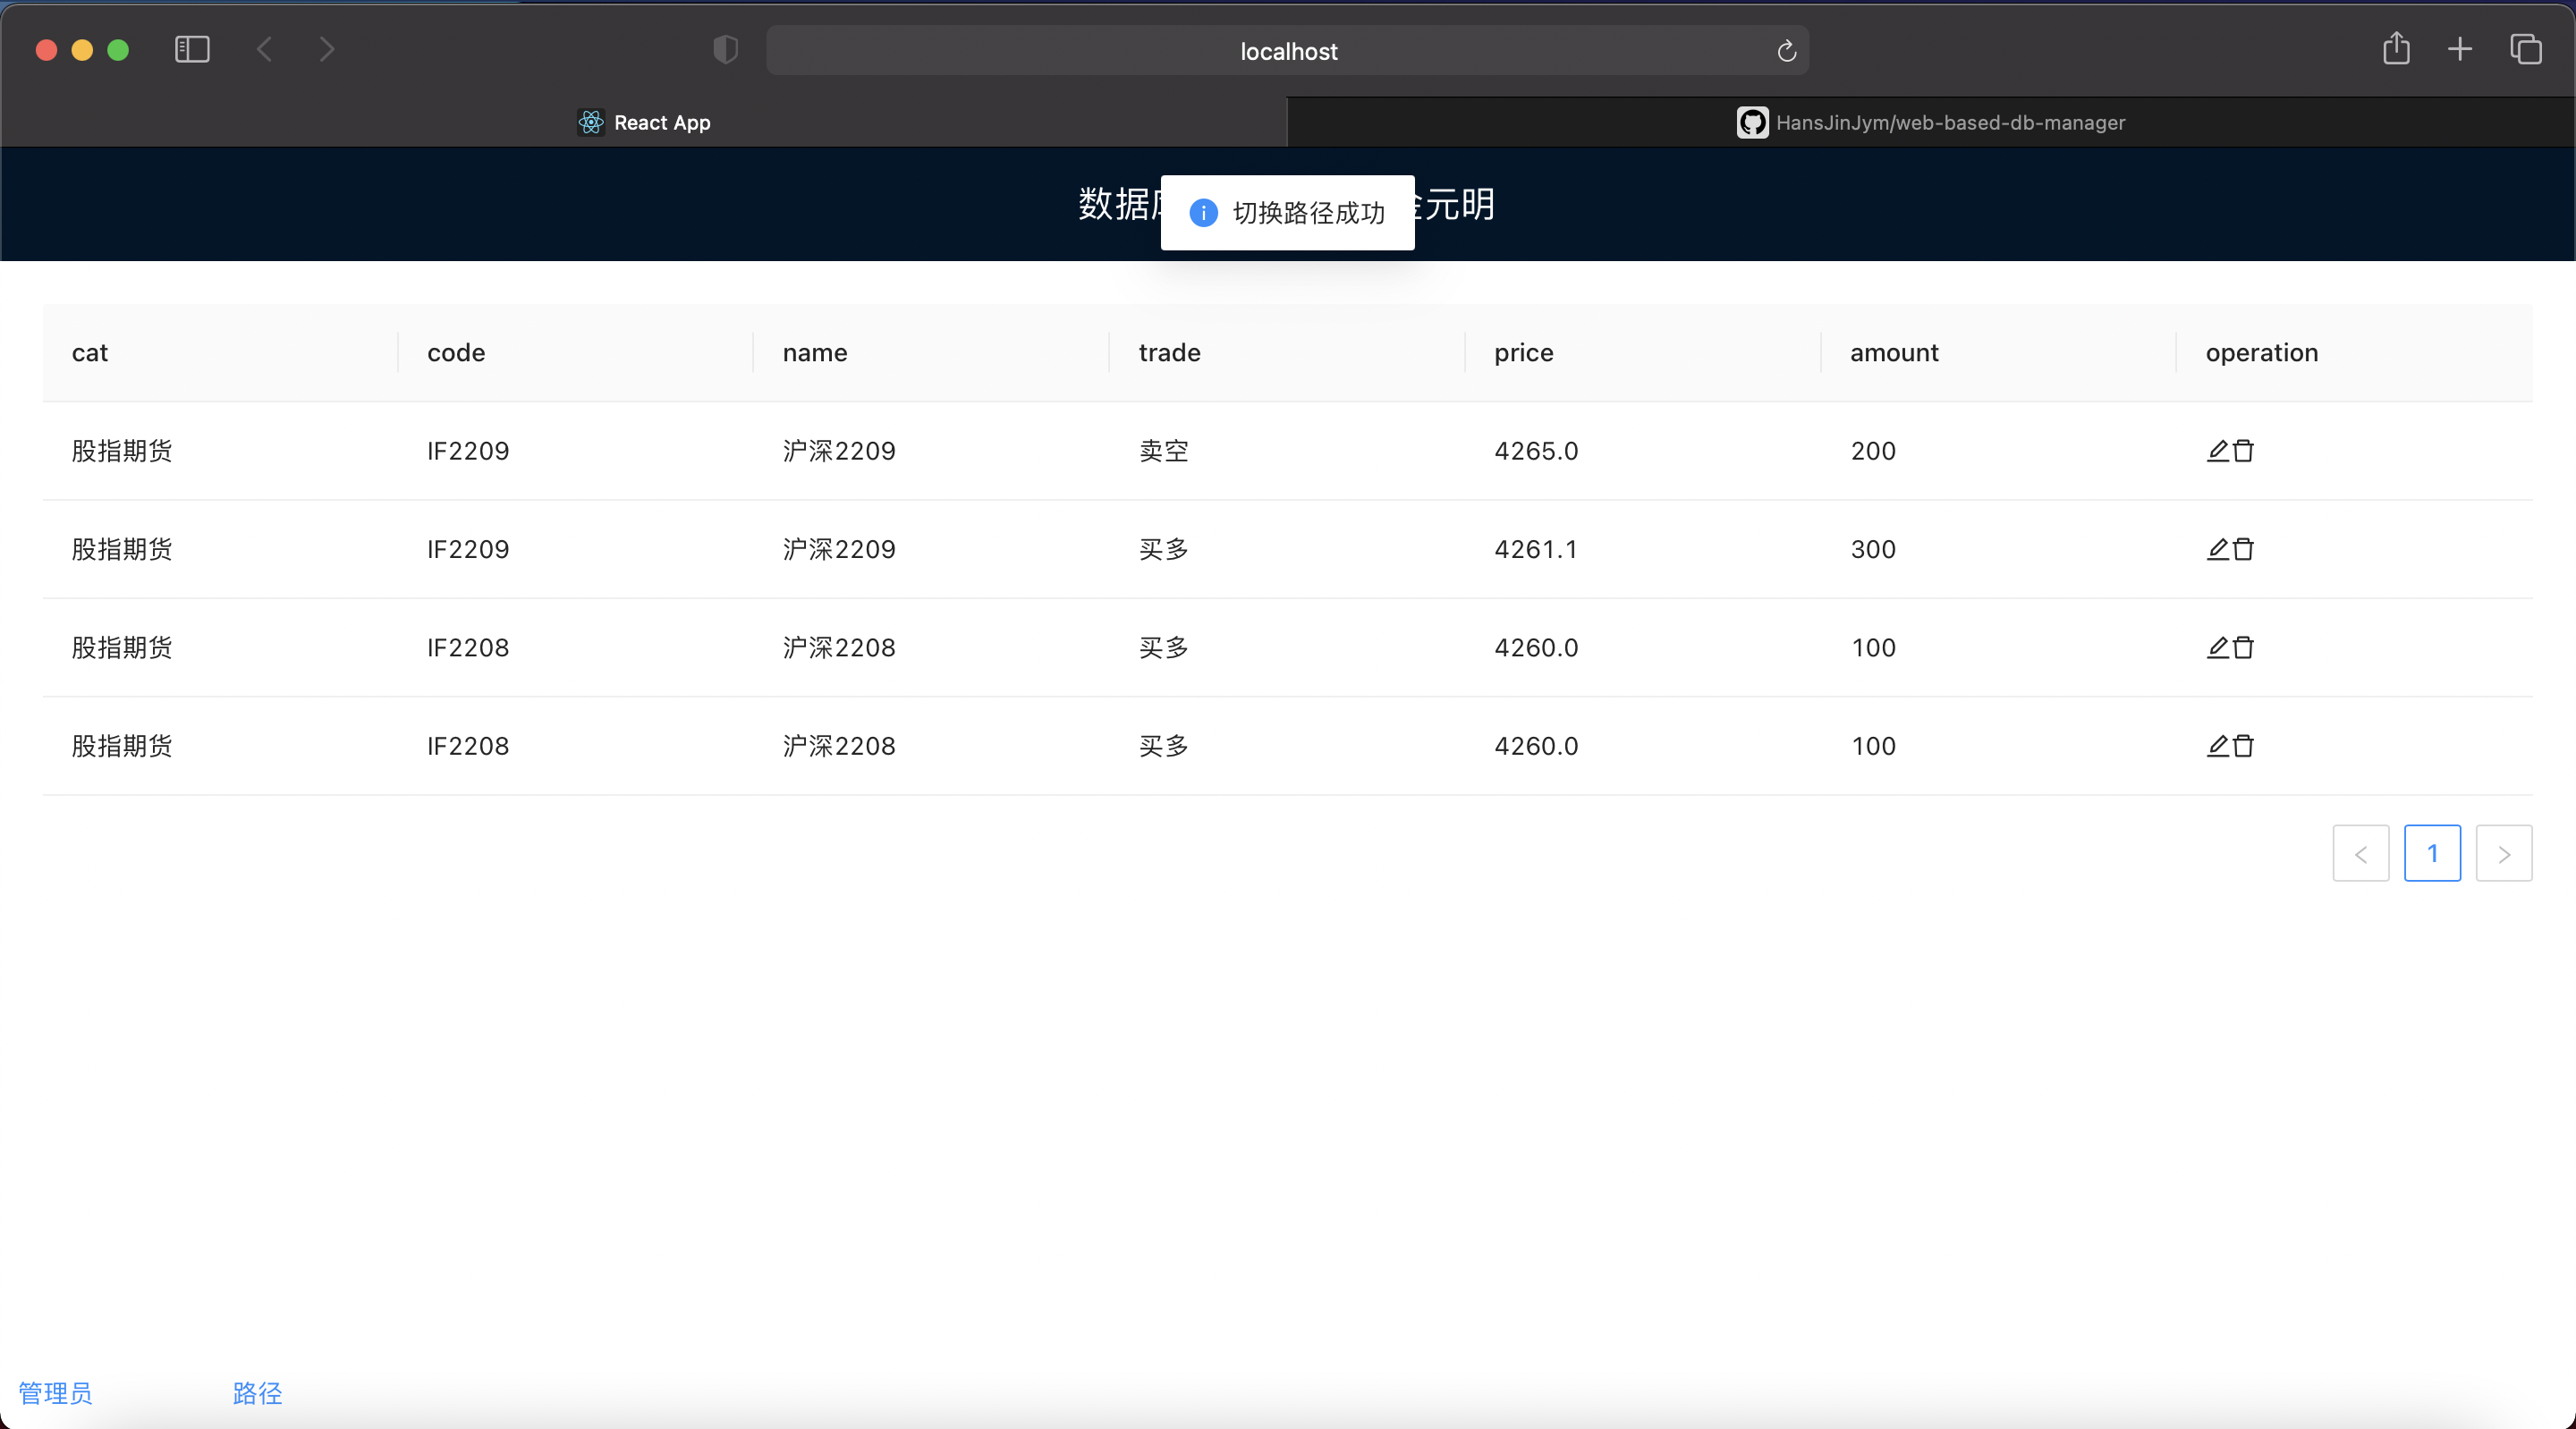 localhost
React App
HansJinJym/web-based-db-manager
数据 元明
切换路径成功
cat code name trade price amount operation
股指期货 IF2209 沪深2209 卖空 4265.0 200
股指期货 IF2209 沪深2209 买多 4261.1 300
股指期货 IF2208 沪深2208 买多 4260.0 100
股指期货 IF2208 沪深2208 买多 4260.0 100
1
管理员 路径